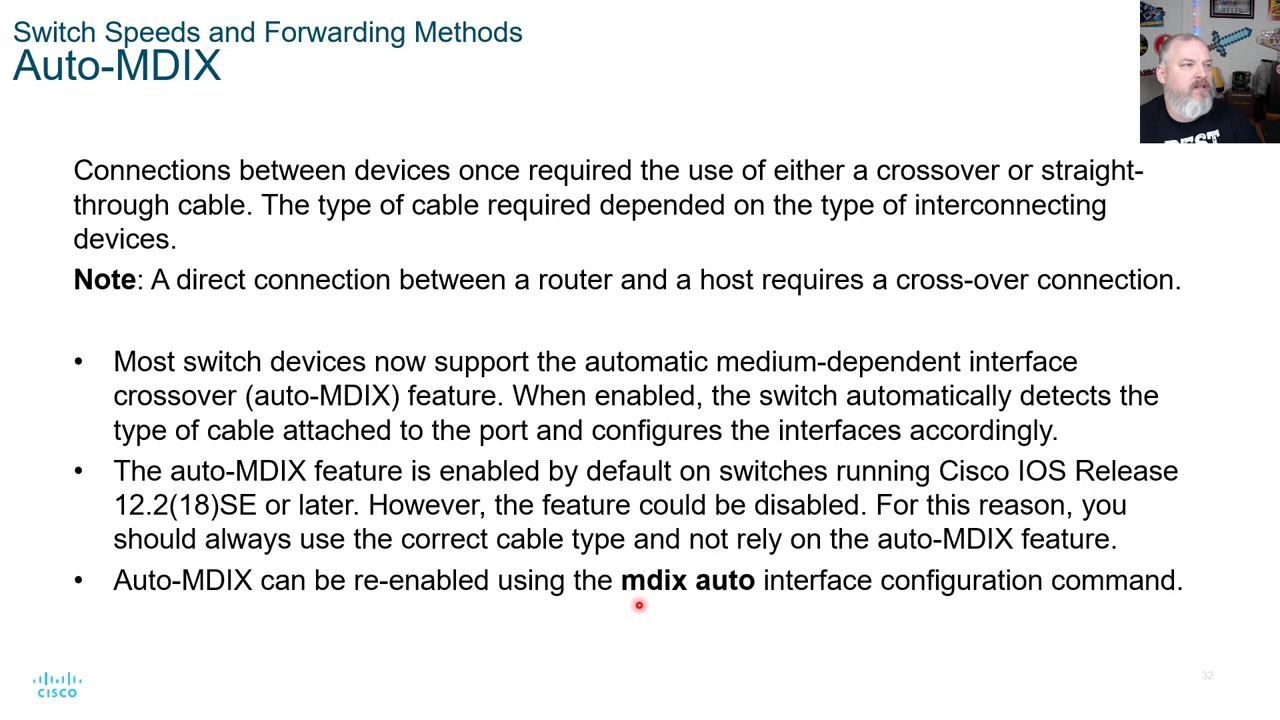 Switch Speeds and Forwarding Methods
Auto-MDIX
Connections between devices once required the use of either a crossover or straight-
through cable. The type of cable required depended on the type of interconnecting
devices.
Note: A direct connection between a router and a host requires a cross-over connection.
• Most switch devices now support the automatic medium-dependent interface
crossover (auto-MDIX) feature. When enabled, the switch automatically detects the
type of cable attached to the port and configures the interfaces accordingly.
• The auto-MDIX feature is enabled by default on switches running Cisco IOS Release
12.2(18)SE or later. However, the feature could be disabled. For this reason, you
should always use the correct cable type and not rely on the auto-MDIX feature.
• Auto-MDIX can be re-enabled using the mdix auto interface configuration command.
CISCO
32